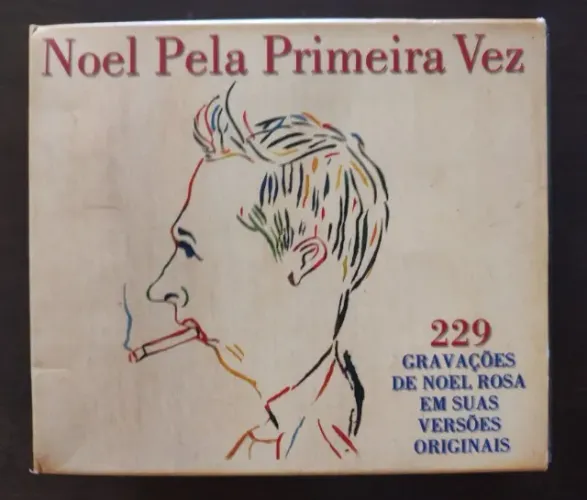 Noel Pela Primeira Vez
229
GRAVAÇÕES
DE NOEL ROSA
EM SUAS
VERSÕES
ORIGINAIS